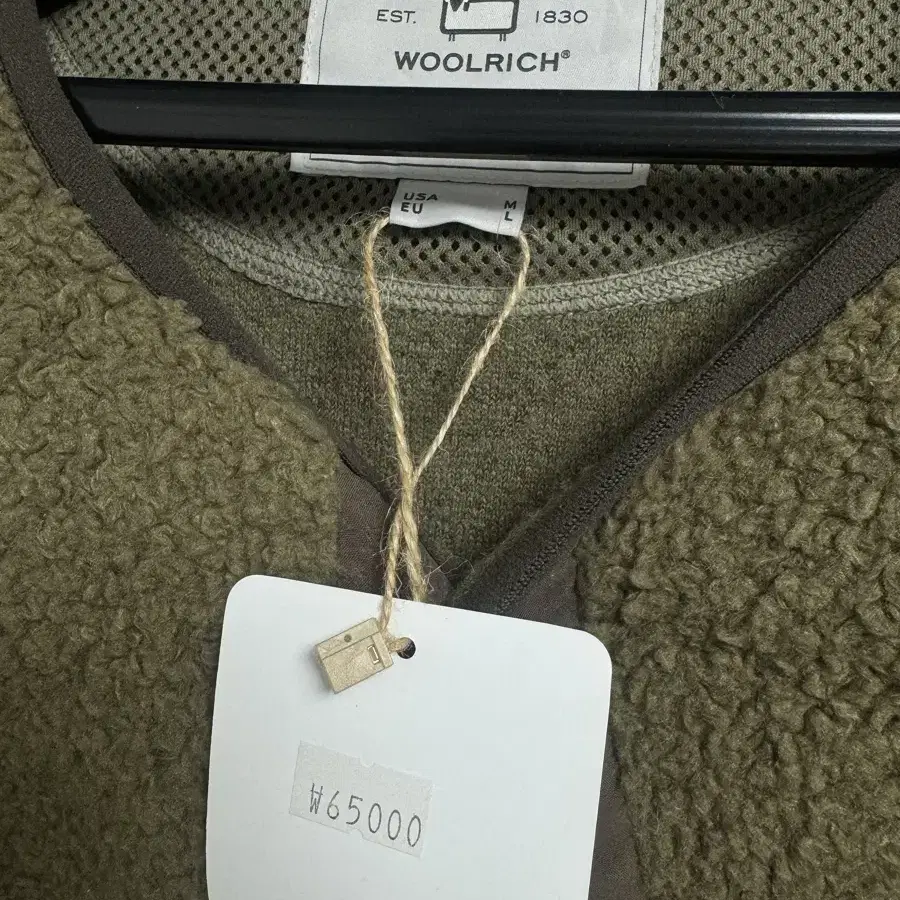 EST. 1830
WOOLRICH®
USA M
EU L
₩65000